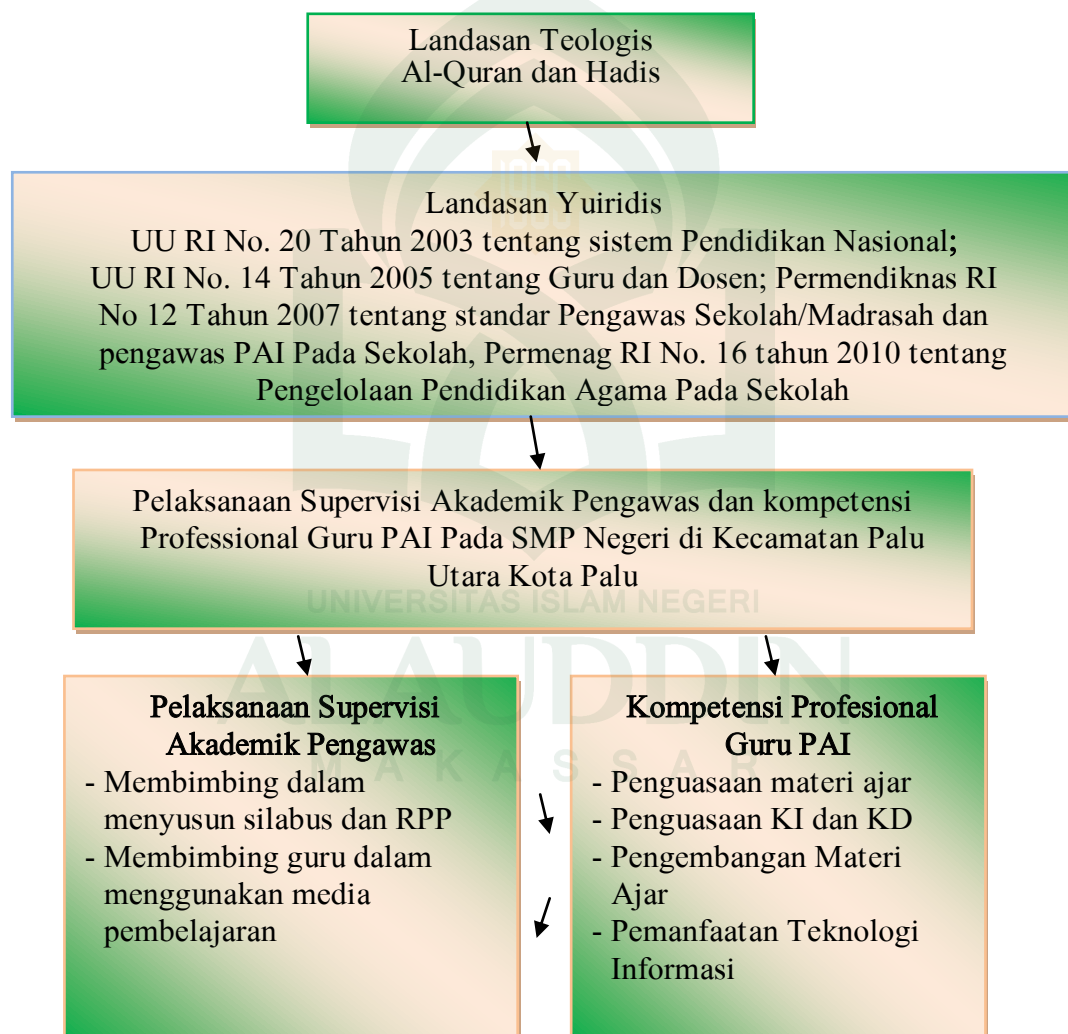 Landasan Teologis
Al-Quran dan Hadis
Landasan Yuiridis
UU RI No. 20 Tahun 2003 tentang sistem Pendidikan Nasional;
UU RI No. 14 Tahun 2005 tentang Guru dan Dosen; Permendiknas RI
No 12 Tahun 2007 tentang standar Pengawas Sekolah/Madrasah dan
pengawas PAI Pada Sekolah, Permenag RI No. 16 tahun 2010 tentang
Pengelolaan Pendidikan Agama Pada Sekolah
Pelaksanaan Supervisi Akademik Pengawas dan kompetensi
Professional Guru PAI Pada SMP Negeri di Kecamatan Palu
Utara Kota Palu
UNIVERSITAS ISLAM NEGERI
ALAUDDIN
MAKASSAR
Pelaksanaan Supervisi
Akademik Pengawas
- Membimbing dalam
menyusun silabus dan RPP
- Membimbing guru dalam
menggunakan media
pembelajaran
Kompetensi Profesional
Guru PAI
- Penguasaan materi ajar
- Penguasaan KI dan KD
- Pengembangan Materi
Ajar
- Pemanfaatan Teknologi
Informasi